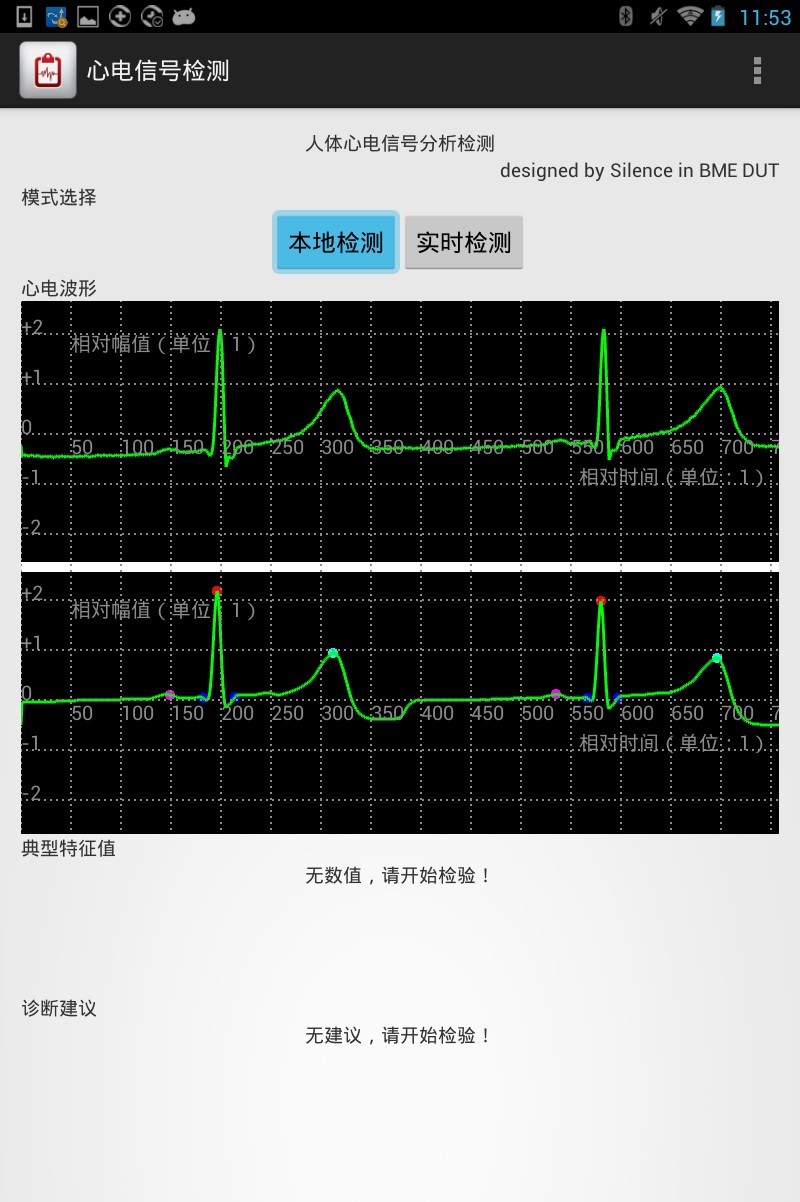 11:53
心电信号检测
人体心电信号分析检测
designed by Silence in BME DUT
模式选择
本地检测 实时检测
心电波形
+2
相对幅值（单位：1）
+1
0
50 100 150 200 250 300 350 400 450 500 550 600 650 700 7
-1
相对时间（单位：1）
-2
+2
相对幅值（单位：1）
+1
0
50 100 150 200 250 300 350 400 450 500 550 600 650 700 7
-1
相对时间（单位：1）
-2
典型特征值
无数值，请开始检验！
诊断建议
无建议，请开始检验！